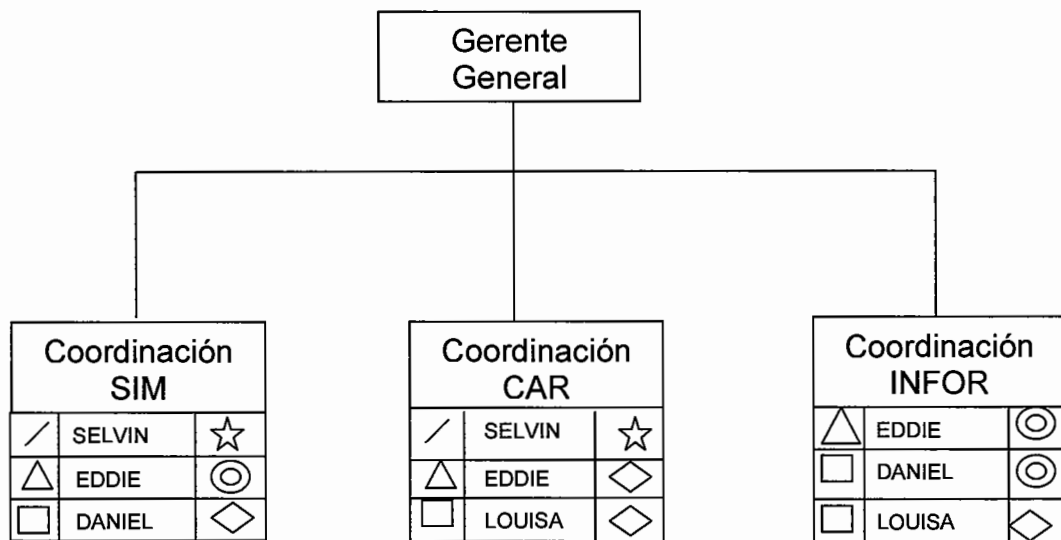 Gerente
General
Coordinación
SIM
SELVIN
EDDIE
DANIEL
Coordinación
CAR
SELVIN
EDDIE
LOUISA
Coordinación
INFOR
EDDIE
DANIEL
LOUISA